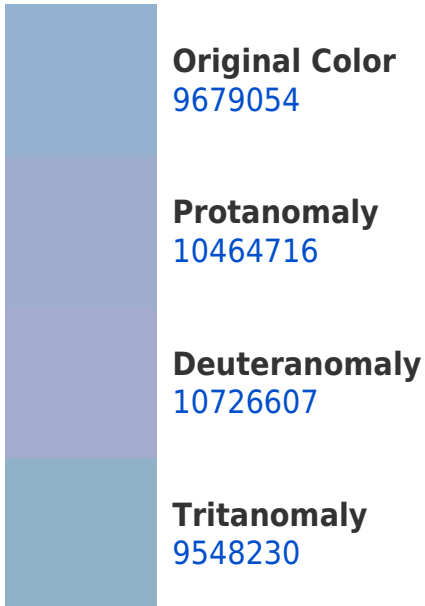 Original Color
9679054
Protanomaly
10464716
Deuteranomaly
10726607
Tritanomaly
9548230